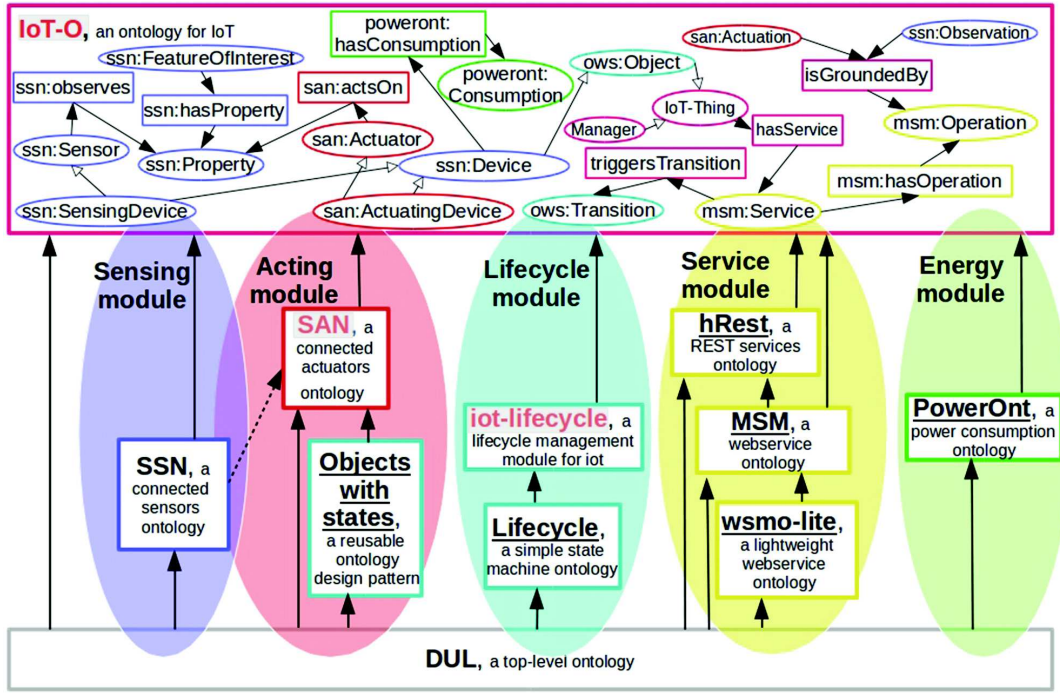 IoT-O, an ontology for IoT
ssn:FeatureOfInterest
poweront:
hasConsumption
san:Actuation
ssn:Observation
ssn:observes
san:actsOn
poweront:
Consumption
ows:Object
isGroundedBy
ssn:hasProperty
IoT-Thing
msm:Operation
ssn:Sensor
ssn:Property
san:Actuator
ssn:Device
Manager
hasService
triggersTransition
msm:hasOperation
ssn:SensingDevice
san:ActuatingDevice
ows:Transition
msm:Service
Sensing
module
Acting
module
Lifecycle
module
Service
module
Energy
module
SAN, a
connected
actuators
ontology
hRest, a
REST services
ontology
iot-lifecycle, a
lifecycle management
module for iot
MSM, a
webservice
ontology
PowerOnt, a
power consumption
ontology
SSN, a
connected
sensors
ontology
Objects
with
states,
a reusable
ontology
design pattern
Lifecycle,
a simple state
machine ontology
wsmo-lite,
a lightweight
webservice
ontology
DUL, a top-level ontology